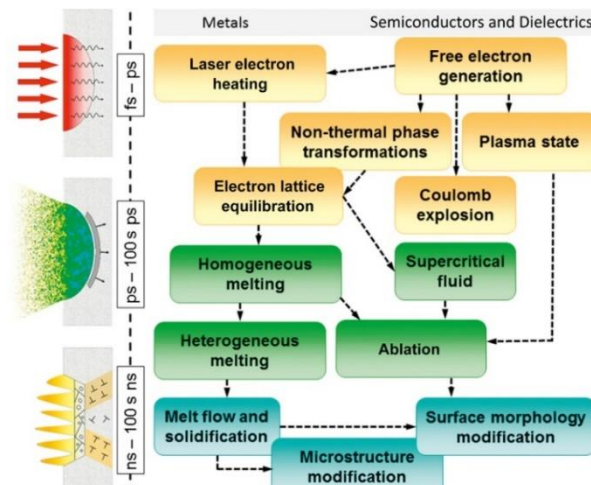 Metals
Semiconductors and Dielectrics
fs – ps
Laser electron
heating
Free electron
generation
Non-thermal phase
transformations
Plasma state
ps – 100 s ps
Electron lattice
equilibration
Coulomb
explosion
Homogeneous
melting
Supercritical
fluid
Heterogeneous
melting
Ablation
ns – 100 s ns
Melt flow and
solidification
Surface morphology
modification
Microstructure
modification